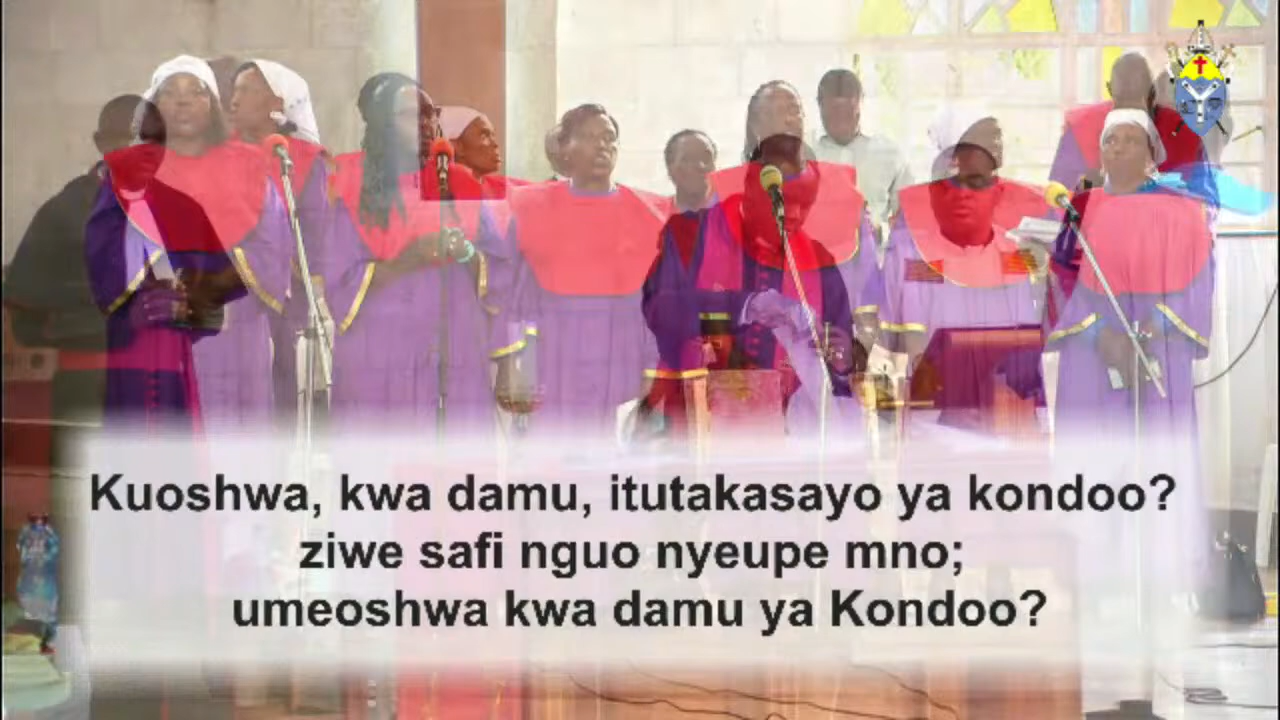 Kuoshwa, kwa damu, itutakasayo ya kondoo?
ziwe safi nguo nyeupe mno;
umeoshwa kwa damu ya Kondoo?